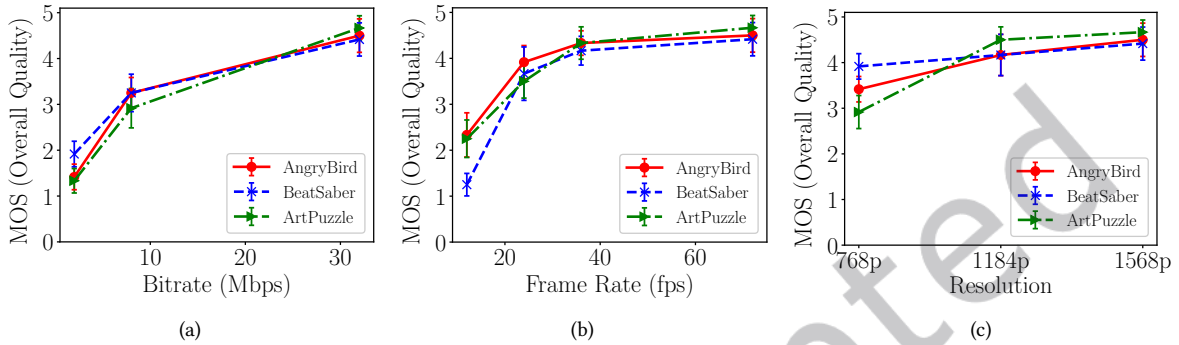 MOS (Overall Quality)
5
4
3
2
1
0
AngryBird
BeatSaber
ArtPuzzle
10
20
30
Bitrate (Mbps)
(a)
MOS (Overall Quality)
5
4
3
2
1
0
AngryBird
BeatSaber
ArtPuzzle
20
40
60
Frame Rate (fps)
(b)
MOS (Overall Quality)
5
4
3
2
1
0
AngryBird
BeatSaber
ArtPuzzle
768p
1184p
1568p
Resolution
(c)